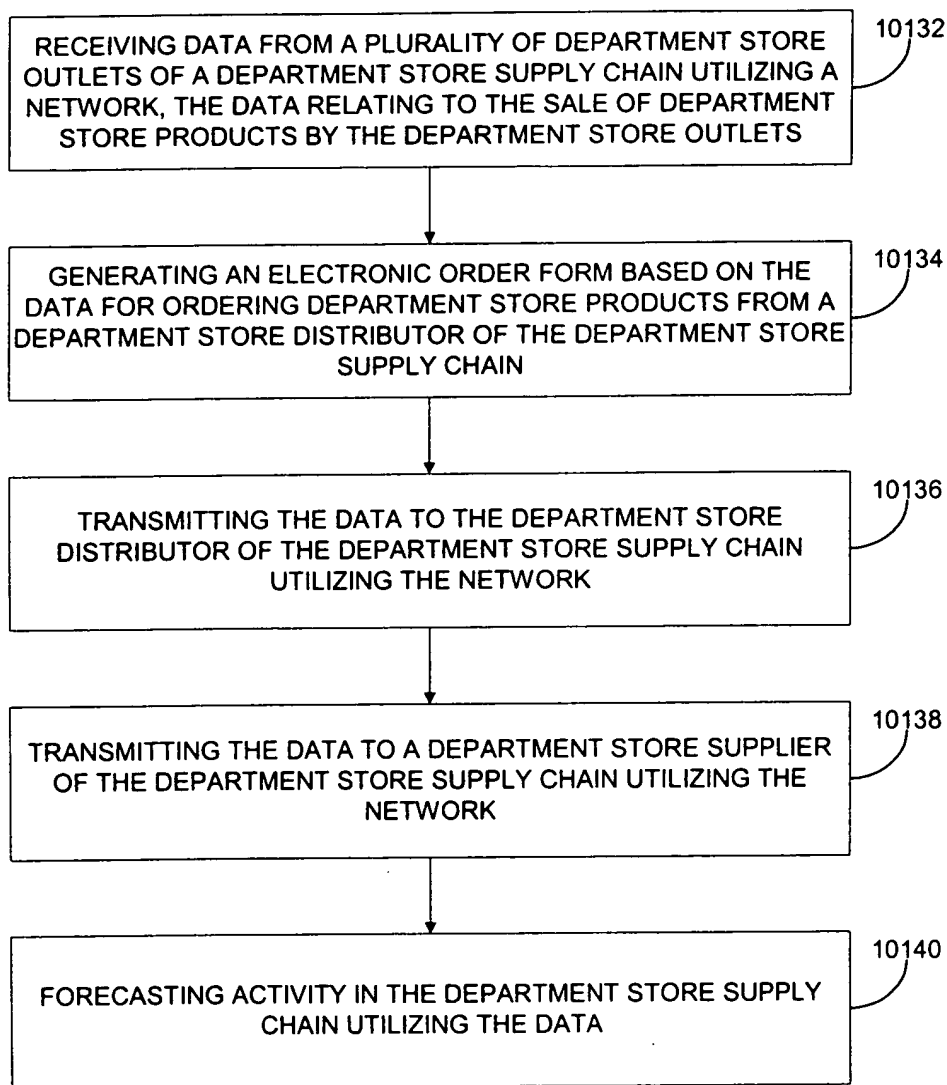 RECEIVING DATA FROM A PLURALITY OF DEPARTMENT STORE
OUTLETS OF A DEPARTMENT STORE SUPPLY CHAIN UTILIZING A
NETWORK, THE DATA RELATING TO THE SALE OF DEPARTMENT
STORE PRODUCTS BY THE DEPARTMENT STORE OUTLETS
10132
GENERATING AN ELECTRONIC ORDER FORM BASED ON THE
DATA FOR ORDERING DEPARTMENT STORE PRODUCTS FROM A
DEPARTMENT STORE DISTRIBUTOR OF THE DEPARTMENT STORE
SUPPLY CHAIN
10134
TRANSMITTING THE DATA TO THE DEPARTMENT STORE
DISTRIBUTOR OF THE DEPARTMENT STORE SUPPLY CHAIN
UTILIZING THE NETWORK
10136
TRANSMITTING THE DATA TO A DEPARTMENT STORE SUPPLIER
OF THE DEPARTMENT STORE SUPPLY CHAIN UTILIZING THE
NETWORK
10138
FORECASTING ACTIVITY IN THE DEPARTMENT STORE SUPPLY
CHAIN UTILIZING THE DATA
10140